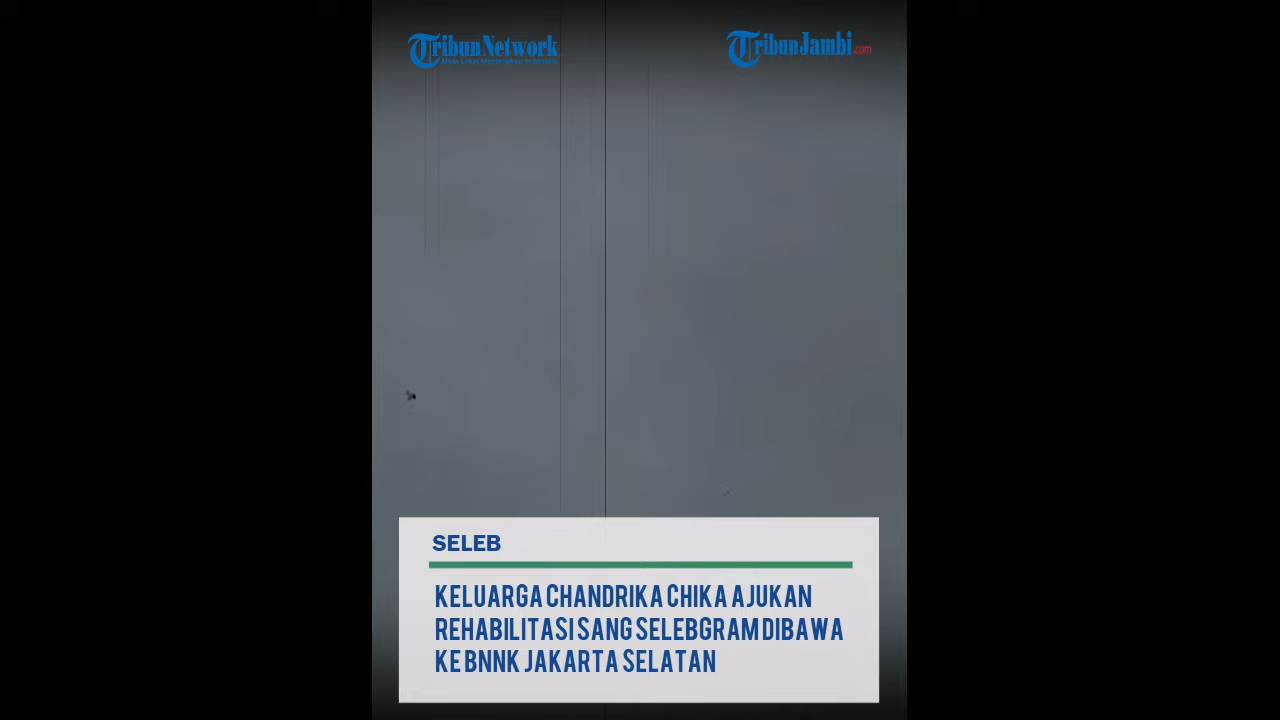 TribunNetwork
TribunJambi.com
SELEB
KELUARGA CHANDRIKA CHIKA AJUKAN
REHABILITASI SANG SELEBGRAM DIBAWA
KE BNNK JAKARTA SELATAN